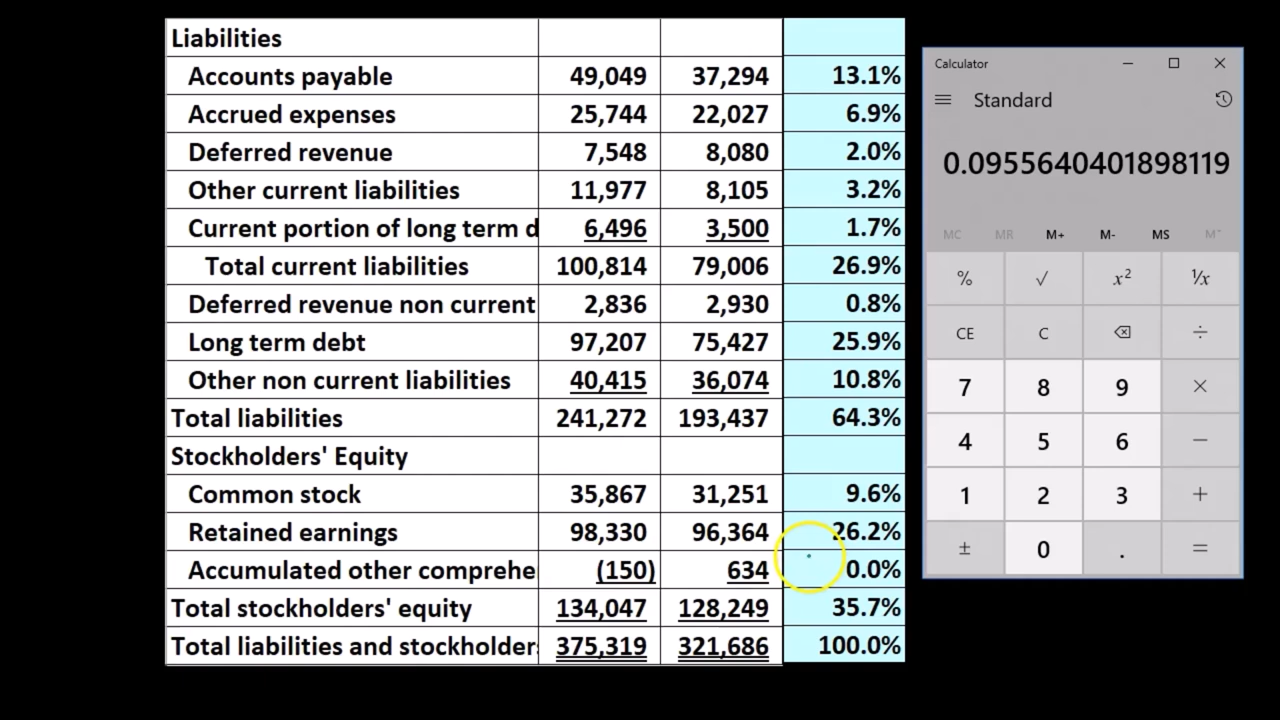 Liabilities
Accounts payable 49,049 37,294 13.1%
Accrued expenses 25,744 22,027 6.9%
Deferred revenue 7,548 8,080 2.0%
Other current liabilities 11,977 8,105 3.2%
Current portion of long term d 6,496 3,500 1.7%
Total current liabilities 100,814 79,006 26.9%
Deferred revenue non current 2,836 2,930 0.8%
Long term debt 97,207 75,427 25.9%
Other non current liabilities 40,415 36,074 10.8%
Total liabilities 241,272 193,437 64.3%
Stockholders' Equity
Common stock 35,867 31,251 9.6%
Retained earnings 98,330 96,364 26.2%
Accumulated other comprehe (150) 634 0.0%
Total stockholders' equity 134,047 128,249 35.7%
Total liabilities and stockholders 375,319 321,686 100.0%
Calculator
Standard
0.0955640401898119
MC MR M+ M- MS M˅
% √ x² ¹/x
CE C ÷
7 8 9 ×
4 5 6 −
1 2 3 +
± 0 . =